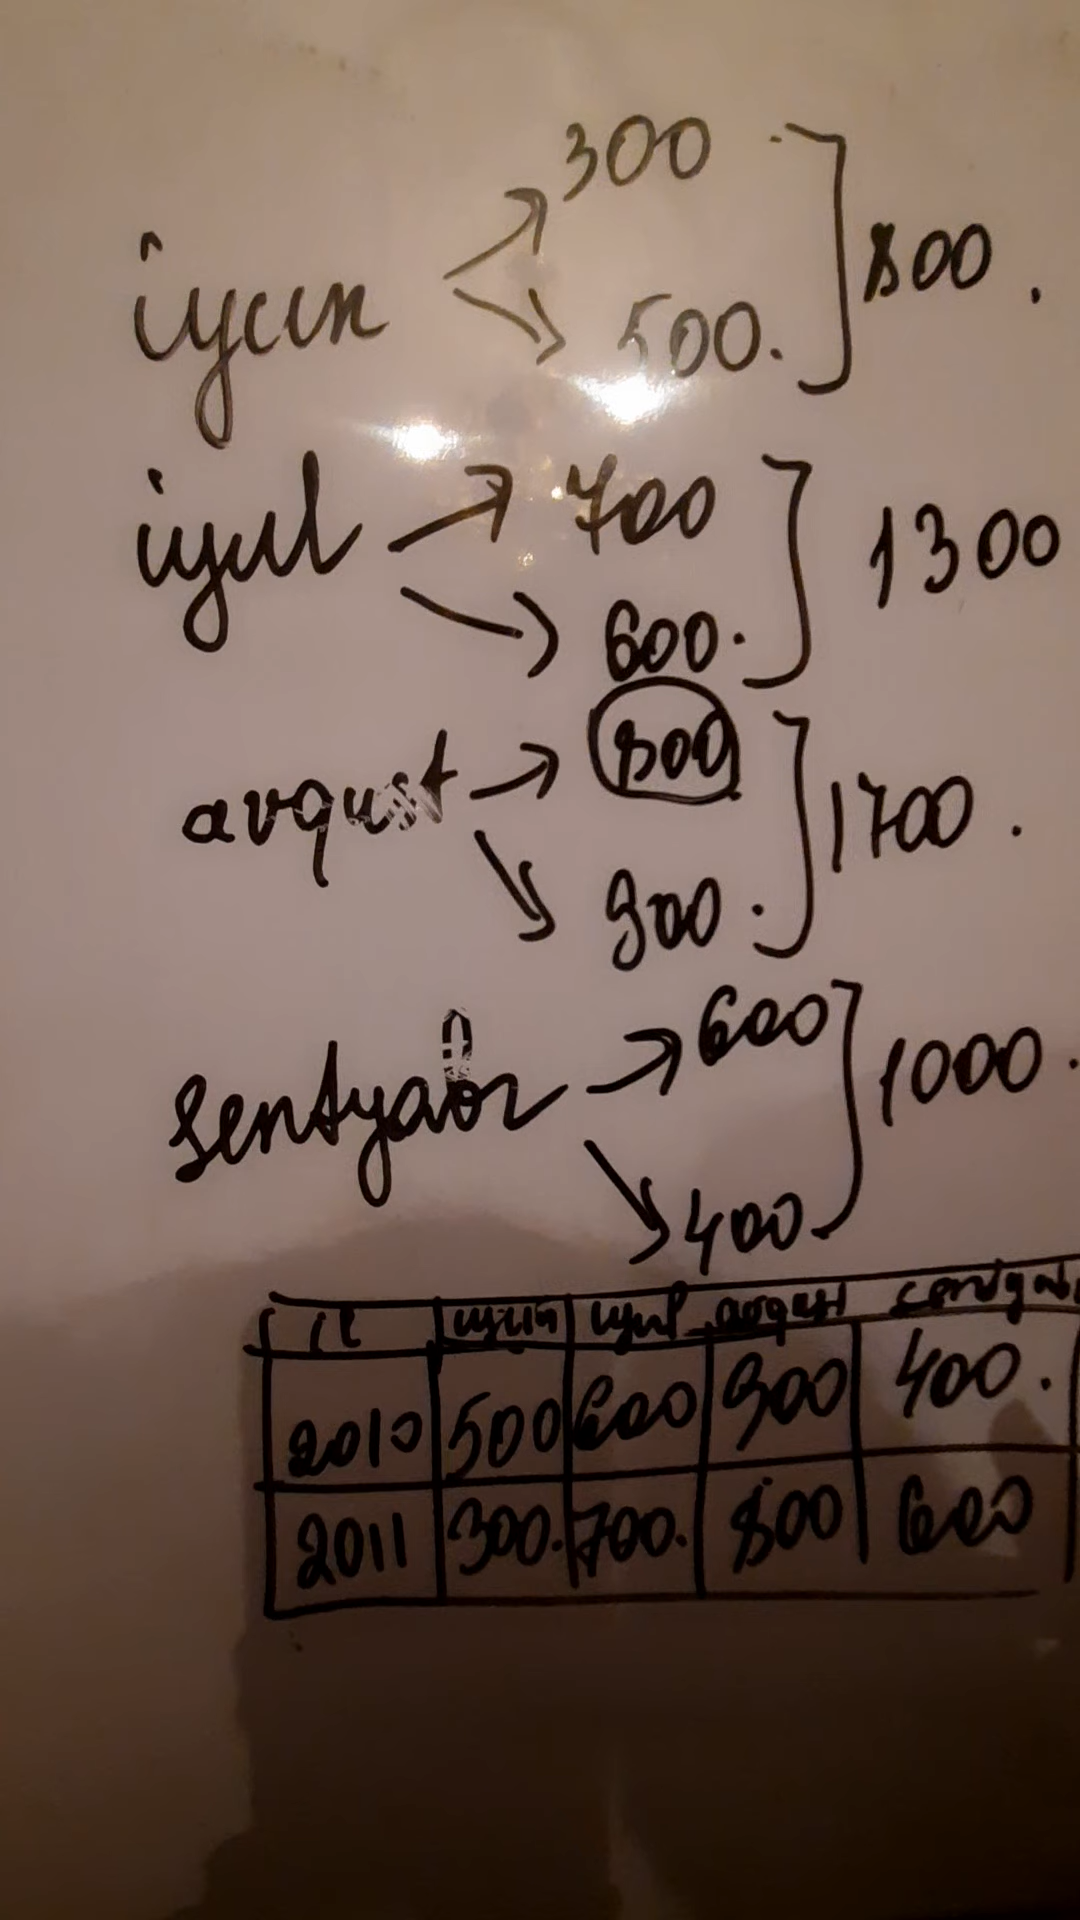 300
iyun
500.
800.
iyul
700
600.
1300
avqust
800
900.
1700.
sentyabr
600
400
1000.
il iyun iyul avqust sentyab
2010 500 600 900 400.
2011 300. 700. 800 600